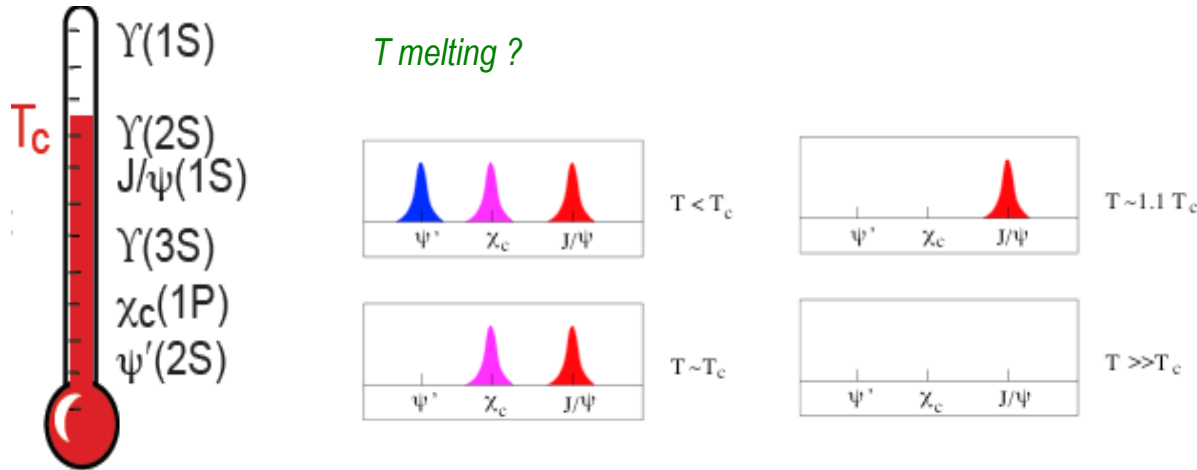 ϒ(1S)
T melting ?
Tc
ϒ(2S)
J/ψ(1S)
ϒ(3S)
χc(1P)
ψ′(2S)
ψ' χc J/ψ
T < Tc
ψ' χc J/ψ
T ~1.1 Tc
ψ' χc J/ψ
T ~Tc
ψ' χc J/ψ
T >>Tc